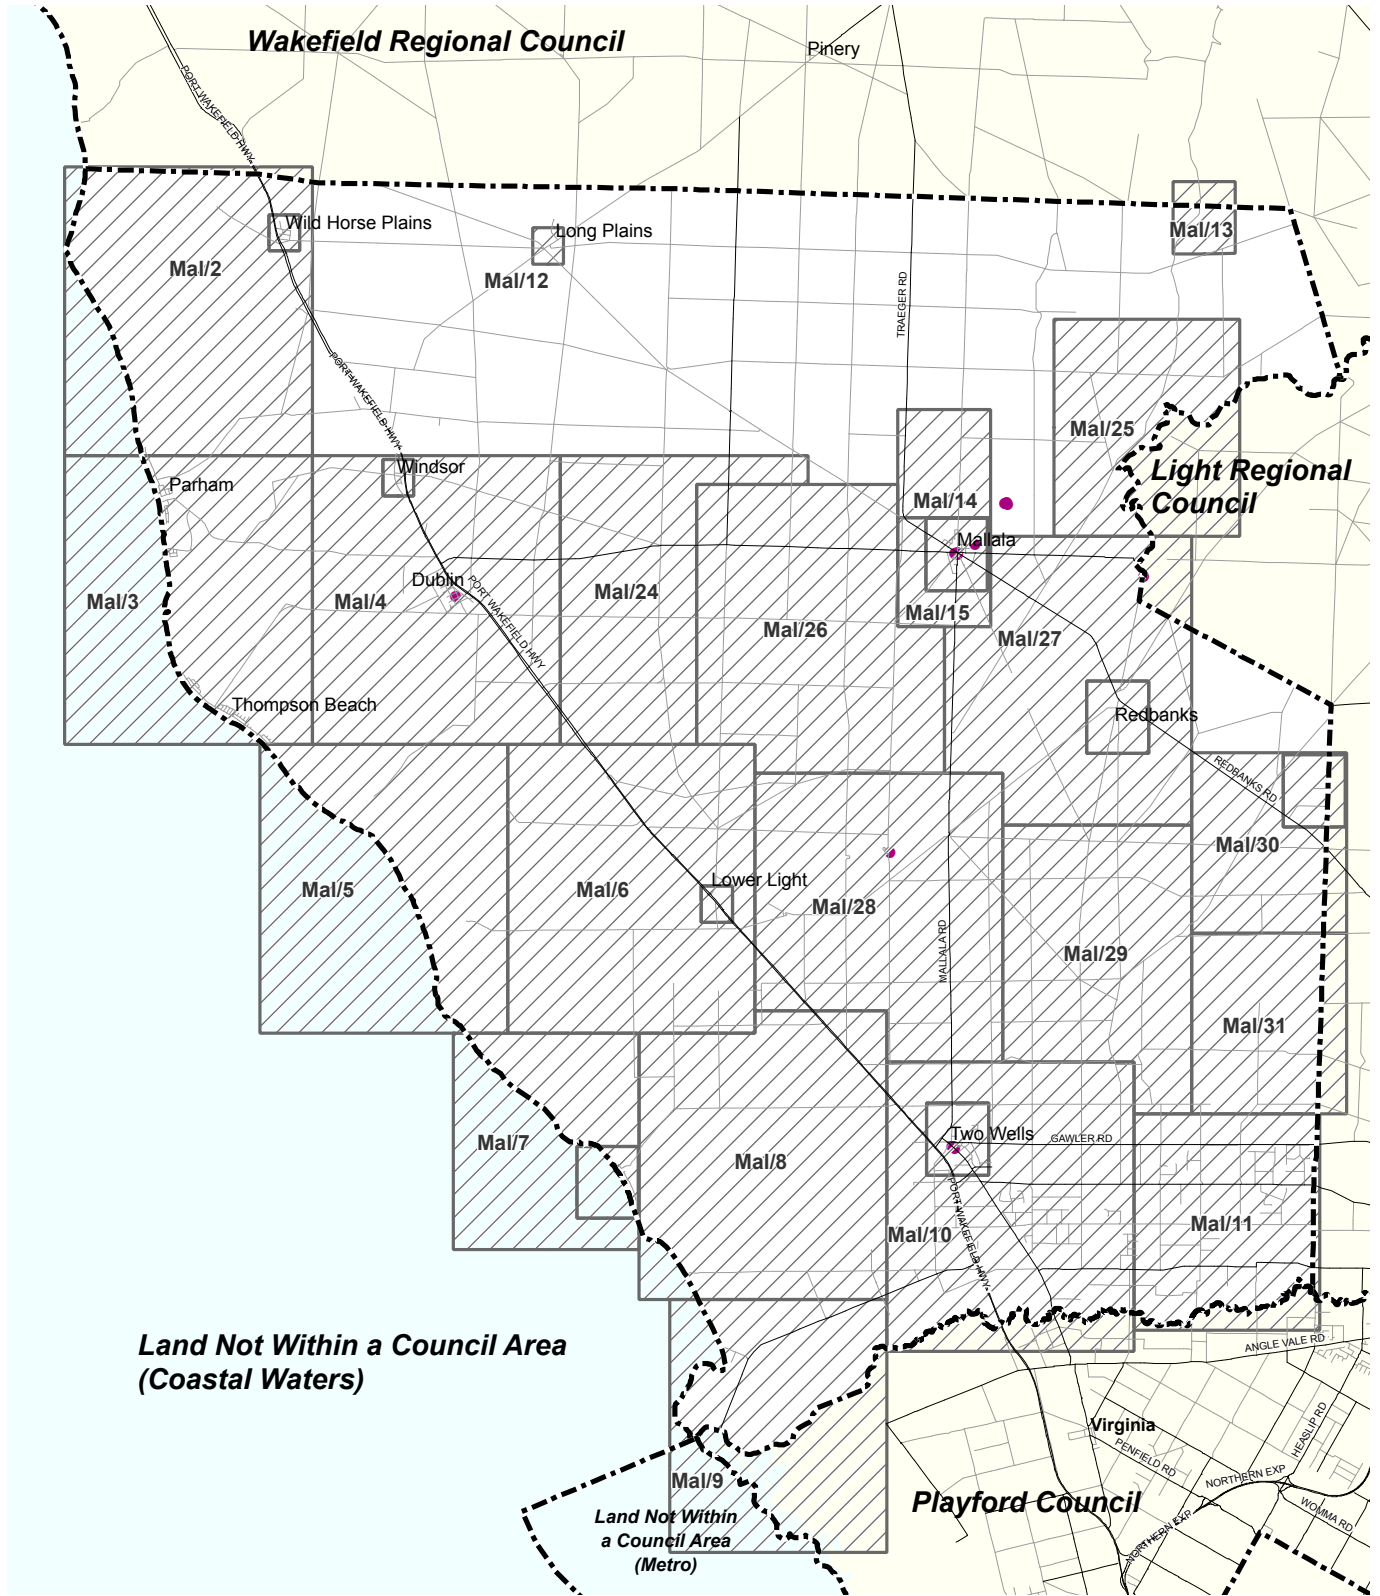 Wakefield Regional Council
Pinery
PORT WAKEFIELD HWY
Mal/13
Wild Horse Plains
Long Plains
Mal/2
Mal/12
TRAEGER RD
PORT WAKEFIELD HWY
Mal/25
Windsor
Light Regional
Council
Parham
Mal/14
Mallala
Dublin
PORT WAKEFIELD HWY
Mal/3
Mal/4
Mal/24
Mal/15
Mal/26
Mal/27
Thompson Beach
Redbanks
REDBANKS RD
Mal/30
Mal/5
Mal/6
Lower Light
Mal/28
MALLALA RD
Mal/29
Mal/31
Mal/7
Mal/8
Two Wells
GAWLER RD
PORT WAKEFIELD HWY
Mal/10
Mal/11
Land Not Within a Council Area
(Coastal Waters)
ANGLE VALE RD
Virginia
HEASLIP RD
PENFIELD RD
NORTHERN EXP
Mal/9
Playford Council
WOMMA RD
Land Not Within
a Council Area
(Metro)
NORTHERN EXP